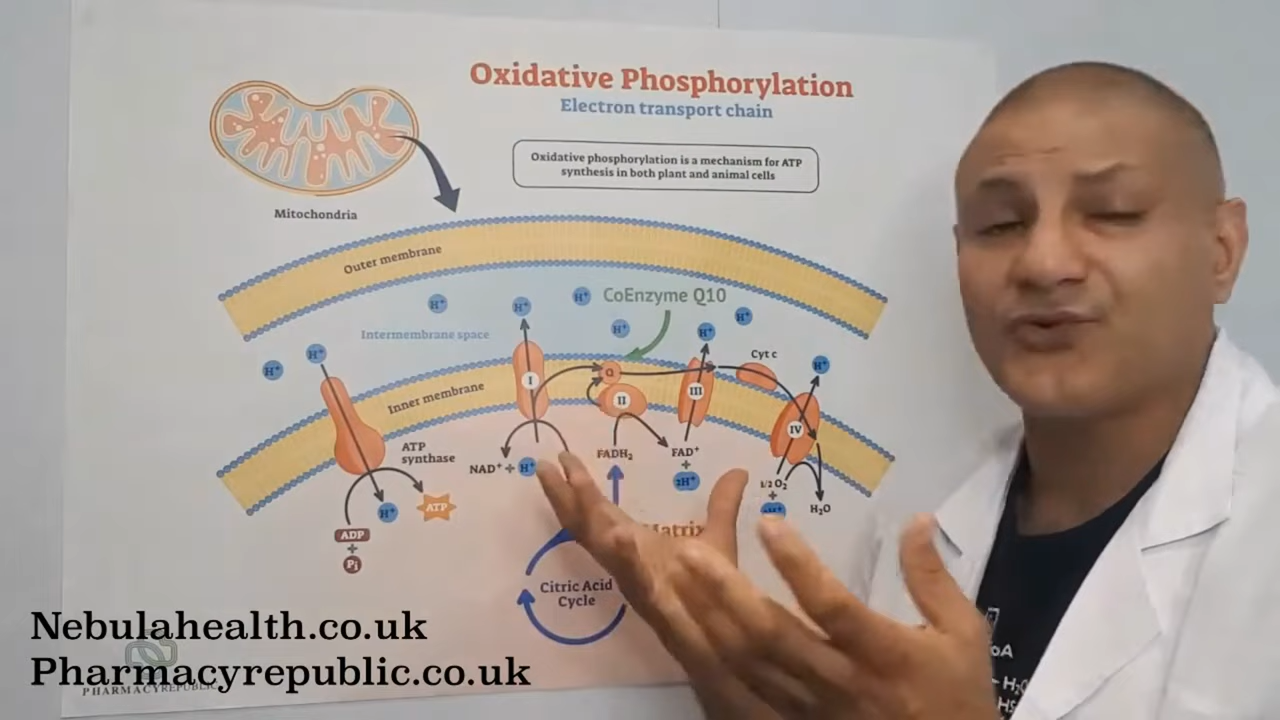 Oxidative Phosphorylation
Electron transport chain
Oxidative phosphorylation is a mechanism for ATP
synthesis in both plant and animal cells
Mitochondria
Outer membrane
H⁺
H⁺
H⁺
CoEnzyme Q10
Intermembrane space
H⁺
H⁺
H⁺
H⁺
H⁺
Cyt c
H⁺
Inner membrane
I
Q
II
III
IV
ATP
synthase
NAD⁺ + H⁺
FADH₂
FAD⁺
+
2H⁺
1/2 O₂
+
H₂O
H⁺
ATP
ADP
+
Pi
Matrix
Citric Acid
Cycle
Nebulahealth.co.uk
Pharmacyrepublic.co.uk
PHARMACYREPUBLIC